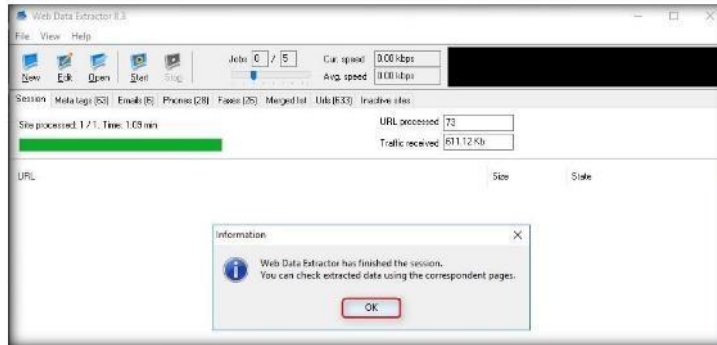 Web Data Extractor 8.3
File View Help
New Edit Open Start Stop
Jobs 0 / 5 Cur. speed 0.00 kbps
Avg. speed 0.00 kbps
Session Meta tags (63) Emails (6) Phones (28) Faxes (26) Merged list Urls (633) Inactive sites
Site processed: 1 / 1. Time: 1:09 min
URL processed 73
Traffic received 611.12 Kb
URL Size State
Information
Web Data Extractor has finished the session.
You can check extracted data using the correspondent pages.
OK